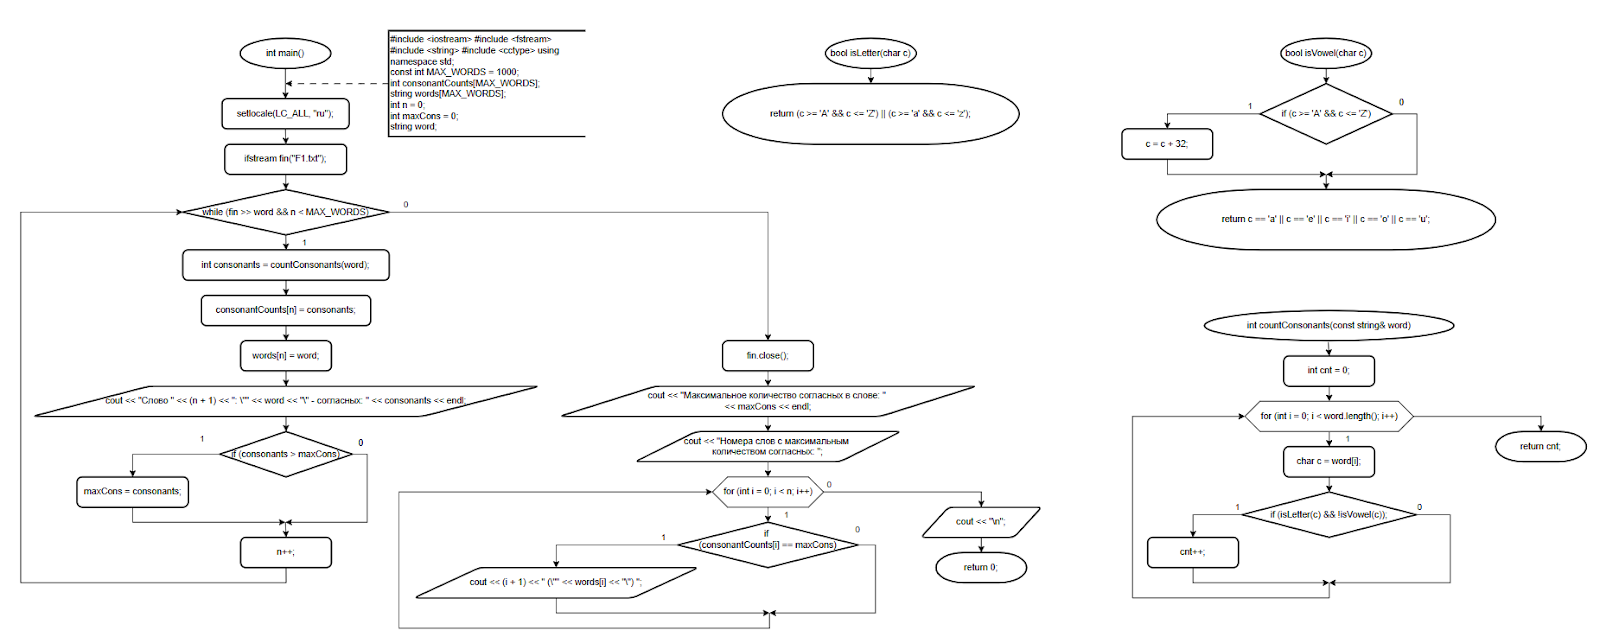 int main()
#include <iostream> #include <fstream>
#include <string> #include <cctype> using
namespace std;
const int MAX_WORDS = 1000;
int consonantCounts[MAX_WORDS];
string words[MAX_WORDS];
int n = 0;
int maxCons = 0;
string word;
setlocale(LC_ALL, "ru");
ifstream fin("F1.txt");
while (fin >> word && n < MAX_WORDS)
0
1
int consonants = countConsonants(word);
consonantCounts[n] = consonants;
words[n] = word;
cout << "Слово " << (n + 1) << ": \"" << word << "\" - согласных: " << consonants << endl;
if (consonants > maxCons)
1
0
maxCons = consonants;
n++;
fin.close();
cout << "Максимальное количество согласных в слове: "
<< maxCons << endl;
cout << "Номера слов с максимальным
количеством согласных: ";
for (int i = 0; i < n; i++)
0
1
if
(consonantCounts[i] == maxCons)
1
0
cout << (i + 1) << " (\"" << words[i] << "\") ";
cout << "\n";
return 0;
bool isLetter(char c)
return (c >= 'A' && c <= 'Z') || (c >= 'a' && c <= 'z');
bool isVowel(char c)
if (c >= 'A' && c <= 'Z')
1
0
c = c + 32;
return c == 'a' || c == 'e' || c == 'i' || c == 'o' || c == 'u';
int countConsonants(const string& word)
int cnt = 0;
for (int i = 0; i < word.length(); i++)
1
return cnt;
char c = word[i];
if (isLetter(c) && !isVowel(c));
1
0
cnt++;